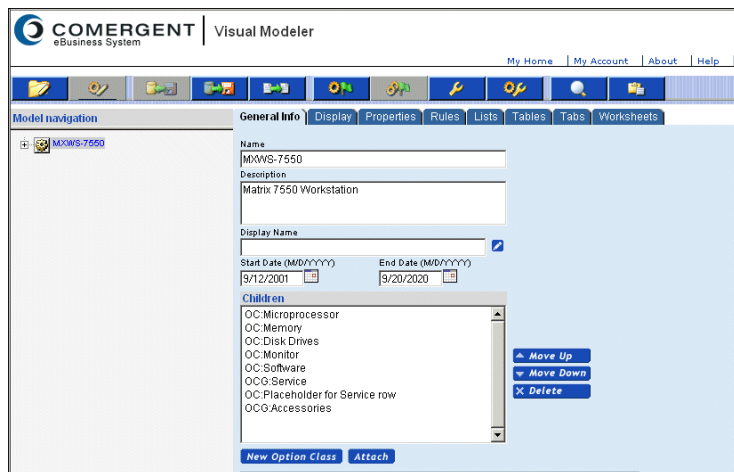 COMERGENT
eBusiness System
Visual Modeler
My Home | My Account | About | Help
Model navigation
General Info Display Properties Rules Lists Tables Tabs Worksheets
MXWS-7550
Name
MXWS-7550
Description
Matrix 7550 Workstation
Display Name
Start Date (M/D/YYYY) End Date (M/D/YYYY)
9/12/2001 9/20/2020
Children
OC:Microprocessor
OC:Memory
OC:Disk Drives
OC:Monitor
OC:Software
OCG:Service
OC:Placeholder for Service row
OCG:Accessories
Move Up
Move Down
Delete
New Option Class Attach